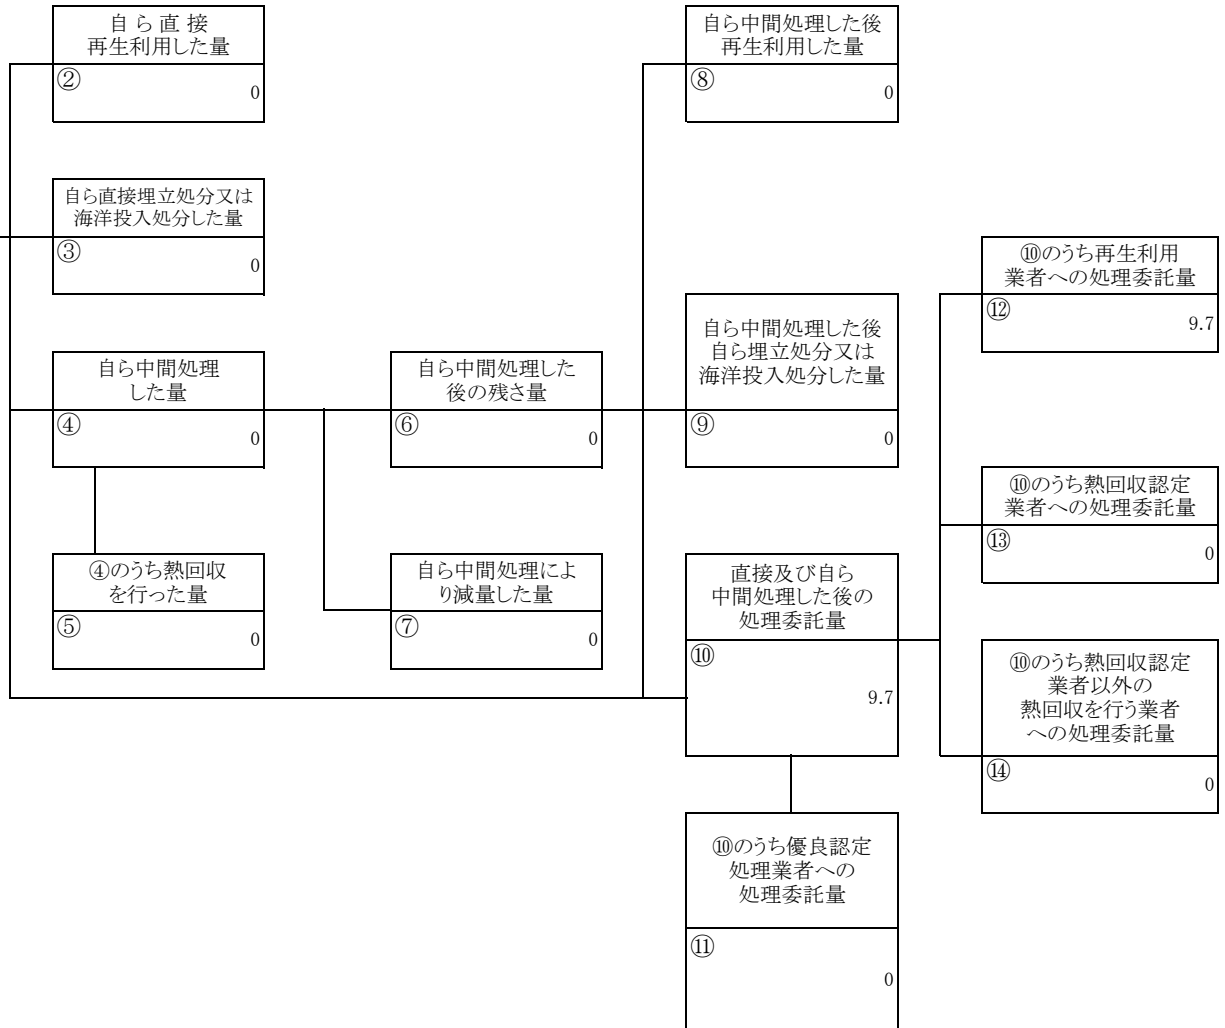 自 ら 直 接
再生利用した量
②
0
自ら直接埋立処分又は
海洋投入処分した量
③
0
自ら中間処理
した量
④
0
④のうち熱回収
を行った量
⑤
0
自ら中間処理した
後の残さ量
⑥
0
自ら中間処理によ
り減量した量
⑦
0
自ら中間処理した後
再生利用した量
⑧
0
自ら中間処理した後
自ら埋立処分又は
海洋投入処分した量
⑨
0
直接及び自ら
中間処理した後の
処理委託量
⑩
9.7
⑩のうち優良認定
処理業者への
処理委託量
⑪
0
⑩のうち再生利用
業者への処理委託量
⑫
9.7
⑩のうち熱回収認定
業者への処理委託量
⑬
0
⑩のうち熱回収認定
業者以外の
熱回収を行う業者
への処理委託量
⑭
0